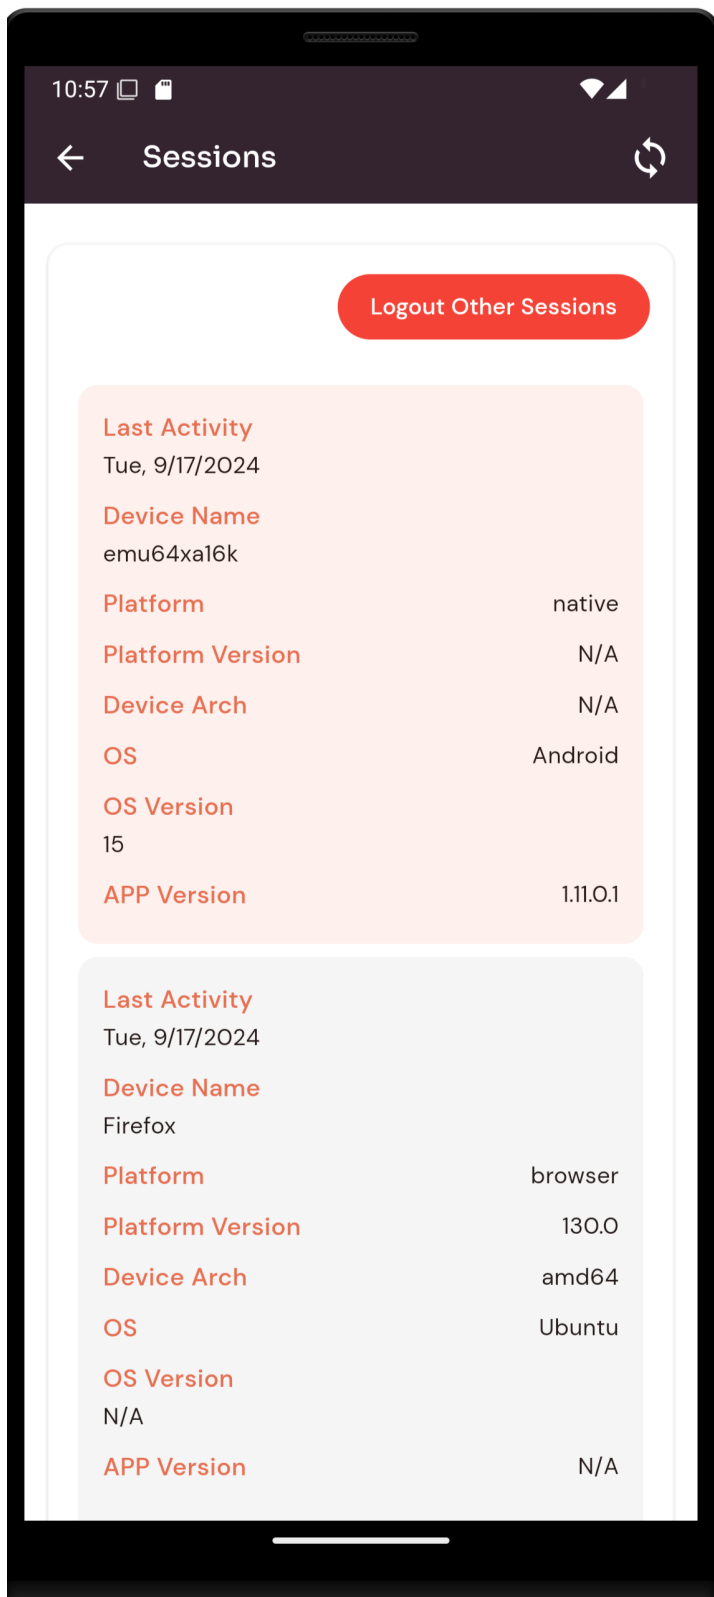 10:57
Sessions
Logout Other Sessions
Last Activity
Tue, 9/17/2024
Device Name
emu64xa16k
Platform native
Platform Version N/A
Device Arch N/A
OS Android
OS Version
15
APP Version 1.11.0.1
Last Activity
Tue, 9/17/2024
Device Name
Firefox
Platform browser
Platform Version 130.0
Device Arch amd64
OS Ubuntu
OS Version
N/A
APP Version N/A